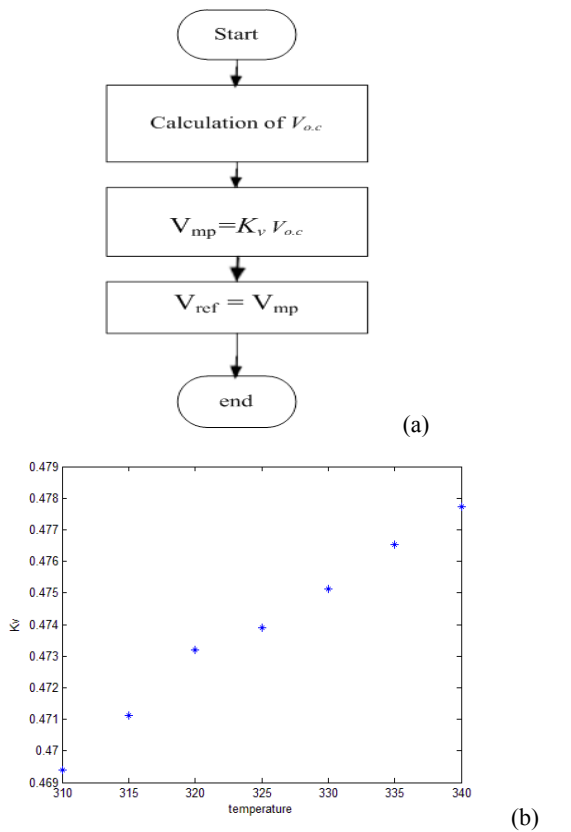 Start
Calculation of V₀.c
Vmp=Kv Vo.c
Vref = Vmp
end
(a)
0.479
0.478
0.477
0.476
0.475
0.474
0.473
0.472
0.471
0.47
0.469
Kv
310 315 320 325 330 335 340
temperature
(b)